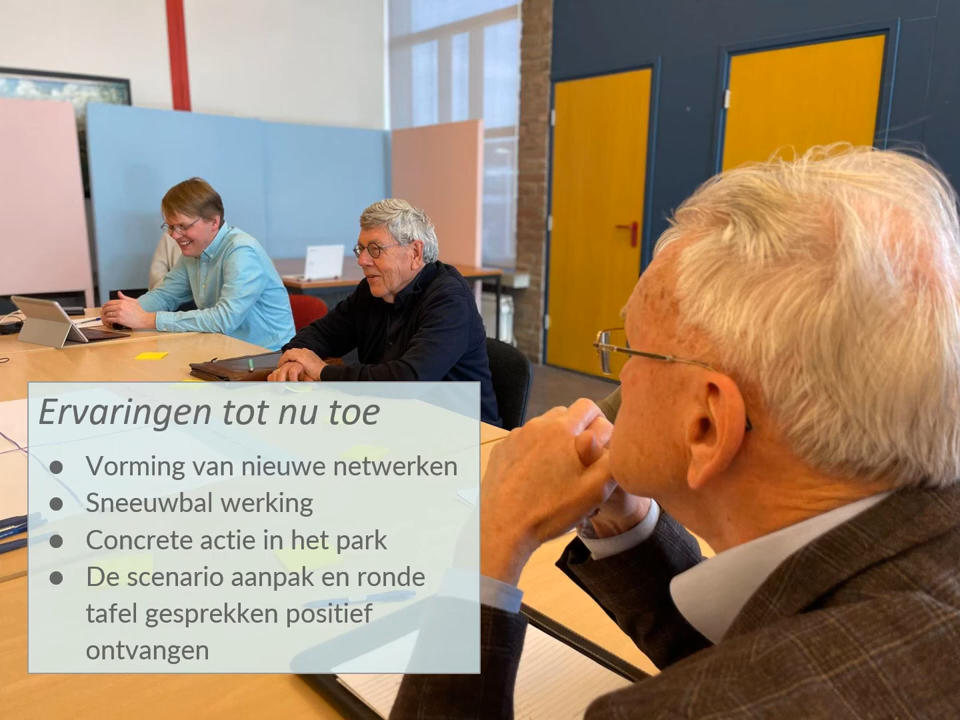 Ervaringen tot nu toe
● Vorming van nieuwe netwerken
● Sneeuwbal werking
● Concrete actie in het park
● De scenario aanpak en ronde
tafel gesprekken positief
ontvangen